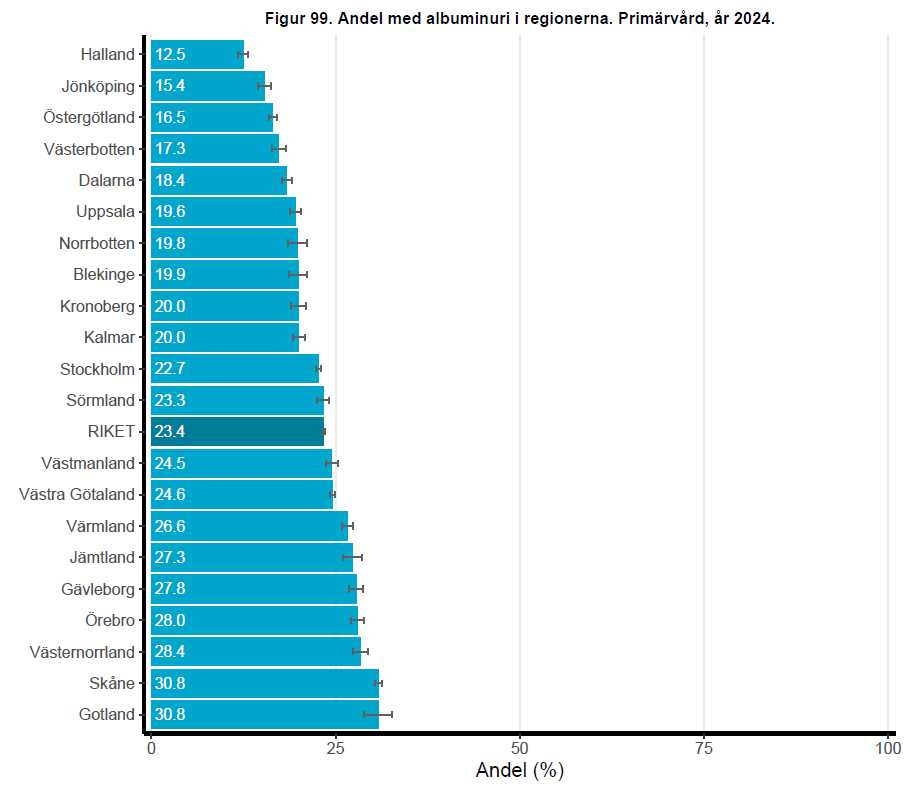 Figur 99. Andel med albuminuri i regionerna. Primärvård, år 2024.
Halland 12.5
Jönköping 15.4
Östergötland 16.5
Västerbotten 17.3
Dalarna 18.4
Uppsala 19.6
Norrbotten 19.8
Blekinge 19.9
Kronoberg 20.0
Kalmar 20.0
Stockholm 22.7
Sörmland 23.3
RIKET 23.4
Västmanland 24.5
Västra Götaland 24.6
Värmland 26.6
Jämtland 27.3
Gävleborg 27.8
Örebro 28.0
Västernorrland 28.4
Skåne 30.8
Gotland 30.8
0 25 50 75 100
Andel (%)